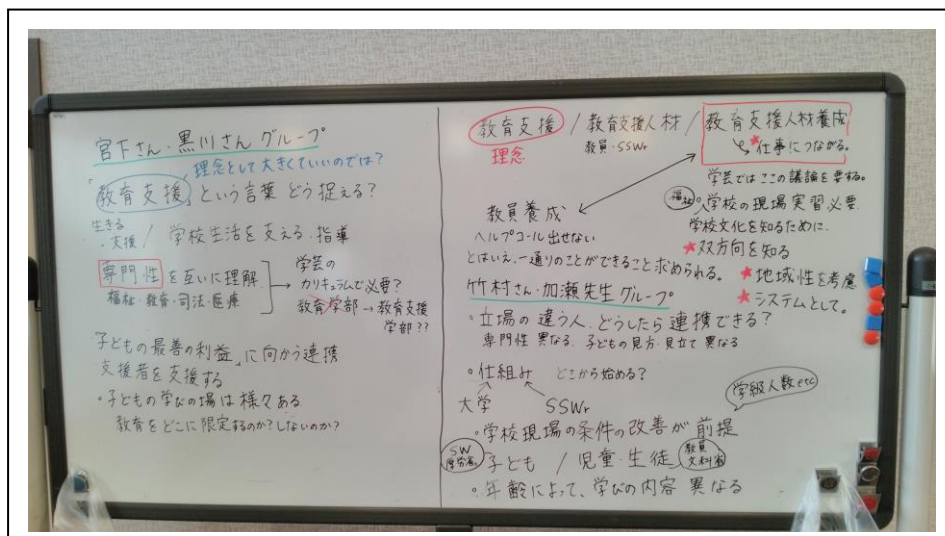 宮下さん・黒川さん グループ
理念として大きくていいのでは?
「教育支援」という言葉 どう捉える?
生きる・支援 / 学校生活を支える・指導
専門性を互いに理解
福祉・教育・司法・医療
学芸の
カリキュラムで必要?
教育学部→教育支援
学部??
「子どもの最善の利益」に向かう連携
支援者を支援する
・子どもの学びの場は様々ある
教育をどこに限定するのか?しないのか?
教育支援 / 教育支援人材 / 教育支援人材養成
理念
教員・SSWr
★仕事につながる。
学芸ではここの議論を要する。
福祉
学校の現場実習必要
学校文化を知るために.
★双方向を知る
★地域性を考慮
★システムとして。
教員養成
ヘルプコール出せない
とはいえ、一通りのことができること求められる。
竹村さん・加瀬先生 グループ
・立場の違う人、どうしたら連携できる?
専門性 異なる 子どもの見方・見立て 異なる
・仕組み どこから始める?
大学 SSWr
学級人数etc
・学校現場の条件の改善が前提
SW
厚労省
子ども / 児童・生徒
教員
文科省
・年齢によって、学びの内容 異なる